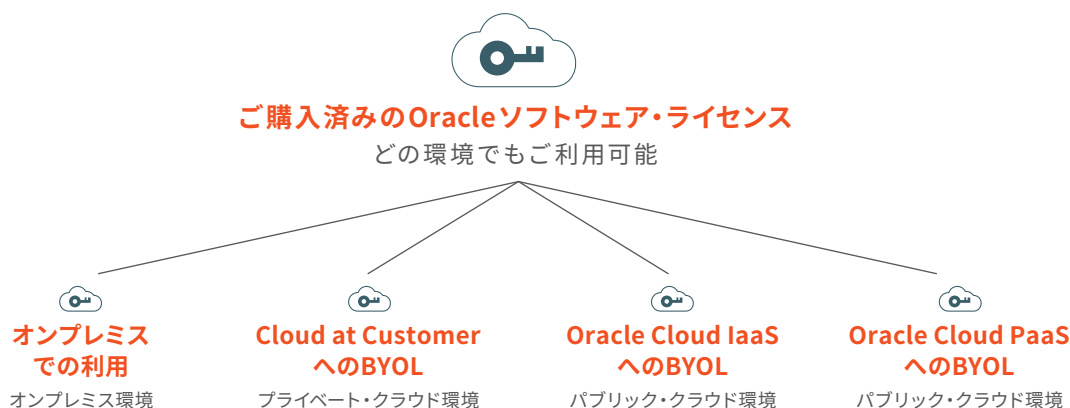 ご購入済みのOracleソフトウェア・ライセンス
どの環境でもご利用可能
オンプレミス
での利用
オンプレミス環境
Cloud at Customer
へのBYOL
プライベート・クラウド環境
Oracle Cloud IaaS
へのBYOL
パブリック・クラウド環境
Oracle Cloud PaaS
へのBYOL
パブリック・クラウド環境